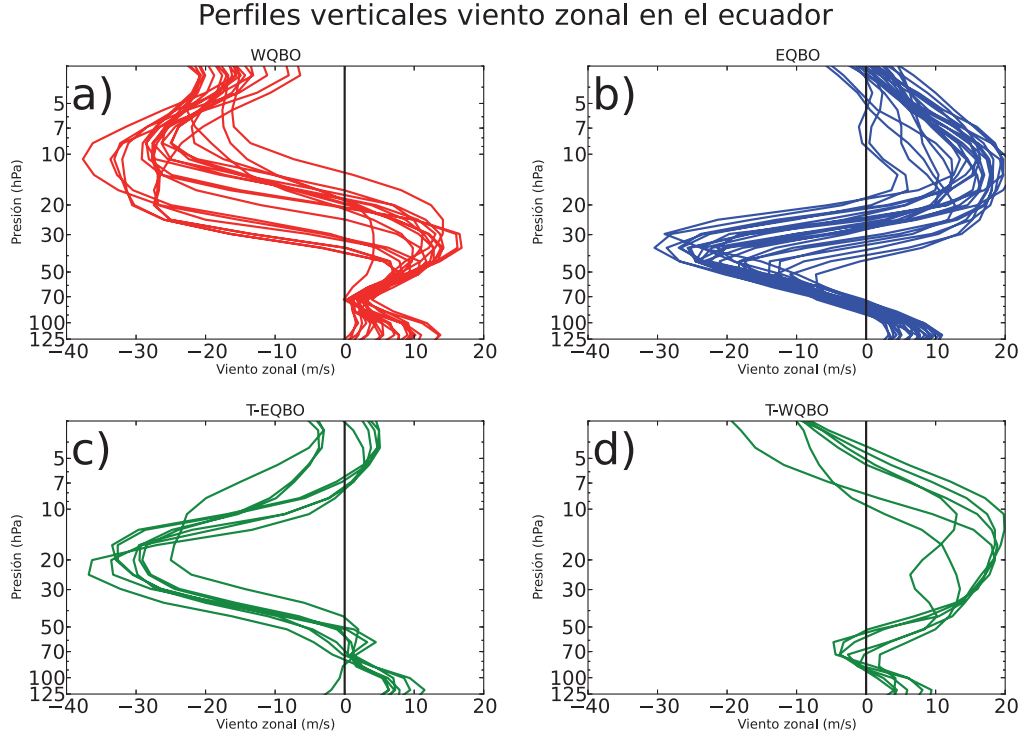 Perfiles verticales viento zonal en el ecuador
WQBO
EQBO
a)
b)
5
7
10
20
30
50
70
100
125
Presión (hPa)
−40 −30 −20 −10 0 10 20
Viento zonal (m/s)
5
7
10
20
30
50
70
100
125
Presión (hPa)
−40 −30 −20 −10 0 10 20
Viento zonal (m/s)
T-EQBO
T-WQBO
c)
d)
5
7
10
20
30
50
70
100
125
Presión (hPa)
−40 −30 −20 −10 0 10 20
Viento zonal (m/s)
5
7
10
20
30
50
70
100
125
Presión (hPa)
−40 −30 −20 −10 0 10 20
Viento zonal (m/s)